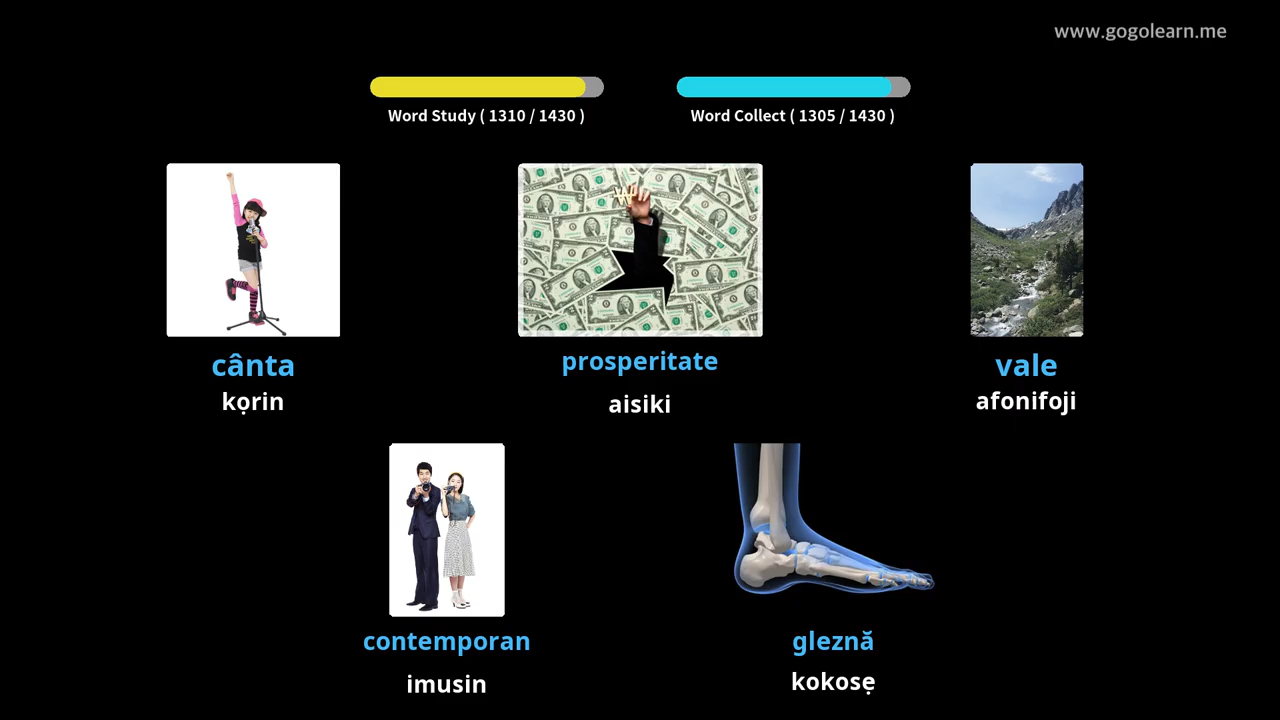 www.gogolearn.me
Word Study ( 1310 / 1430 )
Word Collect ( 1305 / 1430 )
cânta
kọrin
prosperitate
aisiki
vale
afonifoji
contemporan
imusin
gleznă
kokosẹ